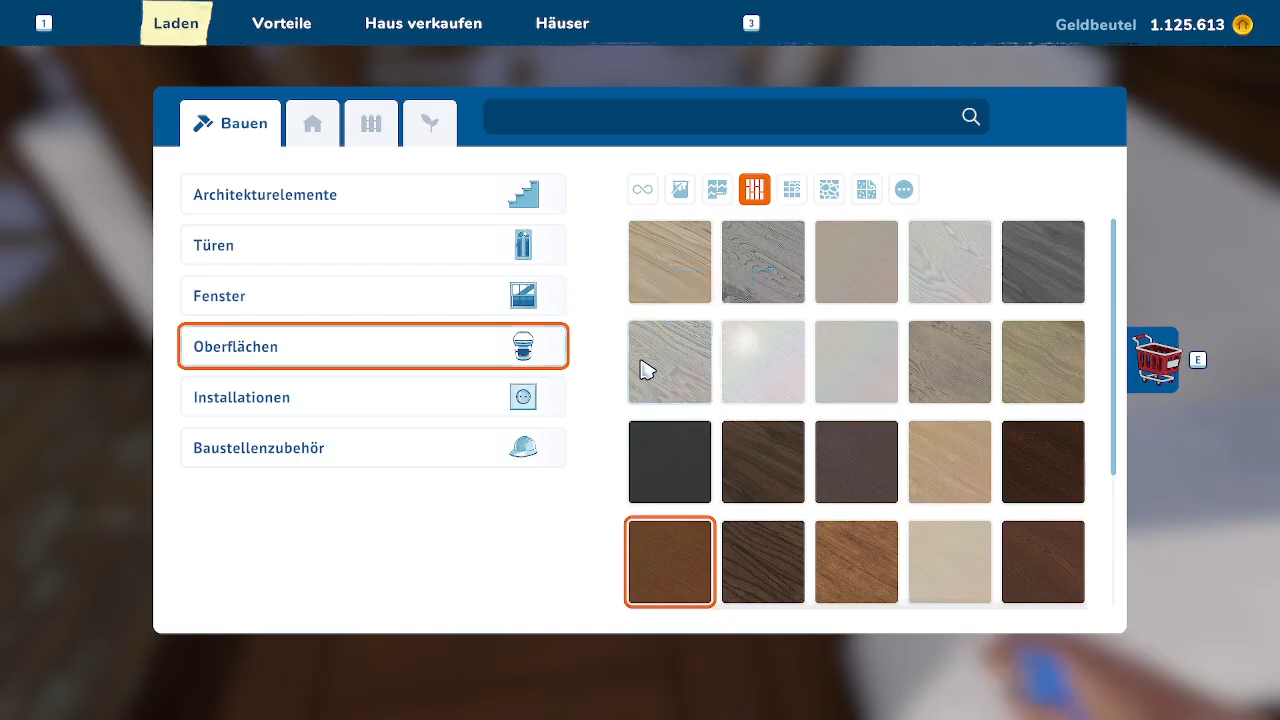 1
Laden
Vorteile
Haus verkaufen
Häuser
3
Geldbeutel 1.125.613
Bauen
Architekturelemente
Türen
Fenster
Oberflächen
Installationen
Baustellenzubehör
E